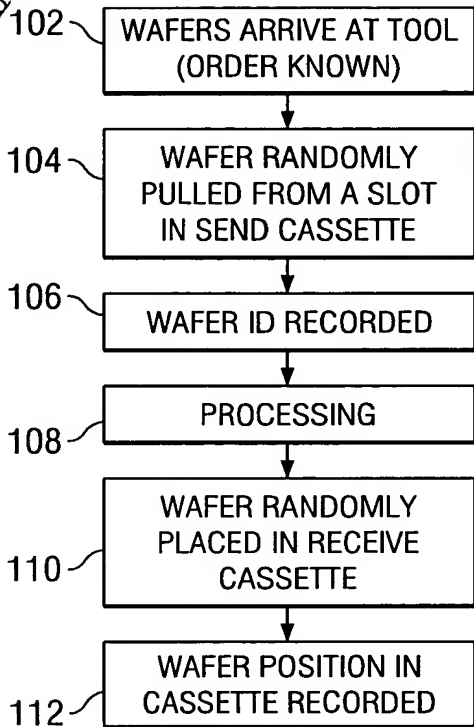 102
WAFERS ARRIVE AT TOOL
(ORDER KNOWN)
104
WAFER RANDOMLY
PULLED FROM A SLOT
IN SEND CASSETTE
106
WAFER ID RECORDED
108
PROCESSING
110
WAFER RANDOMLY
PLACED IN RECEIVE
CASSETTE
112
WAFER POSITION IN
CASSETTE RECORDED